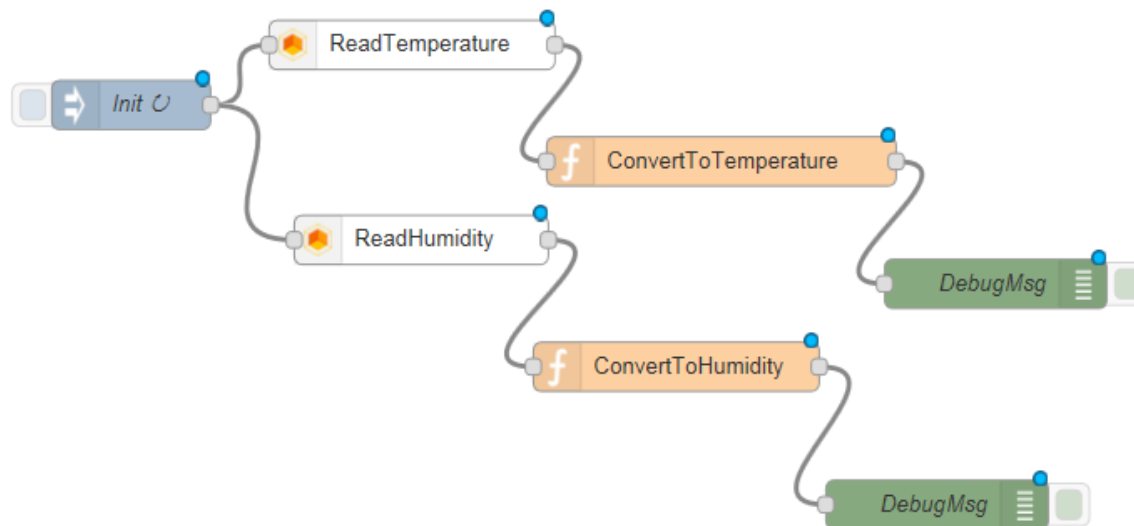 ReadTemperature
Init ↻
ConvertToTemperature
ReadHumidity
DebugMsg
ConvertToHumidity
DebugMsg